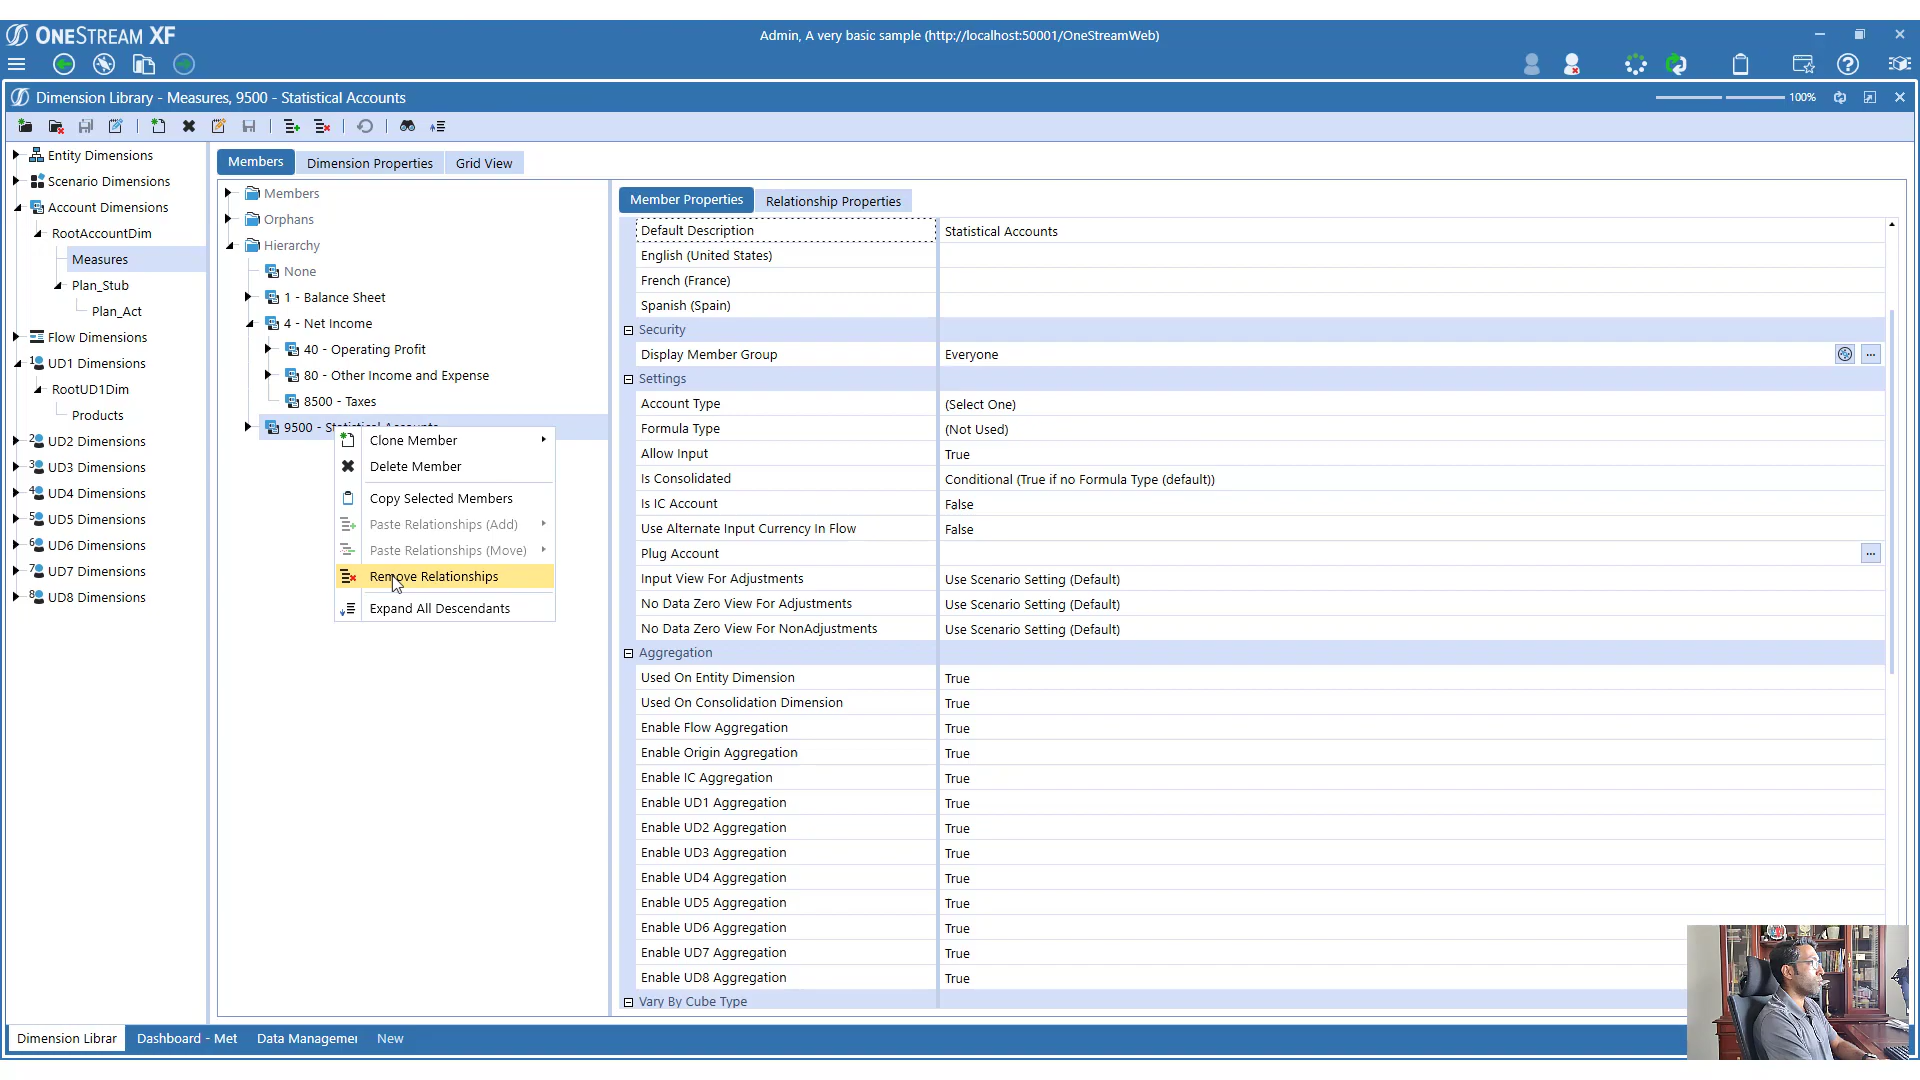 ONESTREAM XF
Admin, A very basic sample (http://localhost:50001/OneStreamWeb)
Dimension Library - Measures, 9500 - Statistical Accounts
100%
Entity Dimensions
Scenario Dimensions
Account Dimensions
RootAccountDim
Measures
Plan_Stub
Plan_Act
Flow Dimensions
UD1 Dimensions
RootUD1Dim
Products
UD2 Dimensions
UD3 Dimensions
UD4 Dimensions
UD5 Dimensions
UD6 Dimensions
UD7 Dimensions
UD8 Dimensions
Members
Dimension Properties
Grid View
Members
Orphans
Hierarchy
None
1 - Balance Sheet
4 - Net Income
40 - Operating Profit
80 - Other Income and Expense
8500 - Taxes
9500 - Statistical Accounts
Clone Member
Delete Member
Copy Selected Members
Paste Relationships (Add)
Paste Relationships (Move)
Remove Relationships
Expand All Descendants
Member Properties
Relationship Properties
Default Description Statistical Accounts
English (United States)
French (France)
Spanish (Spain)
Security
Display Member Group Everyone
Settings
Account Type (Select One)
Formula Type (Not Used)
Allow Input True
Is Consolidated Conditional (True if no Formula Type (default))
Is IC Account False
Use Alternate Input Currency In Flow False
Plug Account
Input View For Adjustments Use Scenario Setting (Default)
No Data Zero View For Adjustments Use Scenario Setting (Default)
No Data Zero View For NonAdjustments Use Scenario Setting (Default)
Aggregation
Used On Entity Dimension True
Used On Consolidation Dimension True
Enable Flow Aggregation True
Enable Origin Aggregation True
Enable IC Aggregation True
Enable UD1 Aggregation True
Enable UD2 Aggregation True
Enable UD3 Aggregation True
Enable UD4 Aggregation True
Enable UD5 Aggregation True
Enable UD6 Aggregation True
Enable UD7 Aggregation True
Enable UD8 Aggregation True
Vary By Cube Type
Dimension Librar
Dashboard - Met
Data Managemer
New